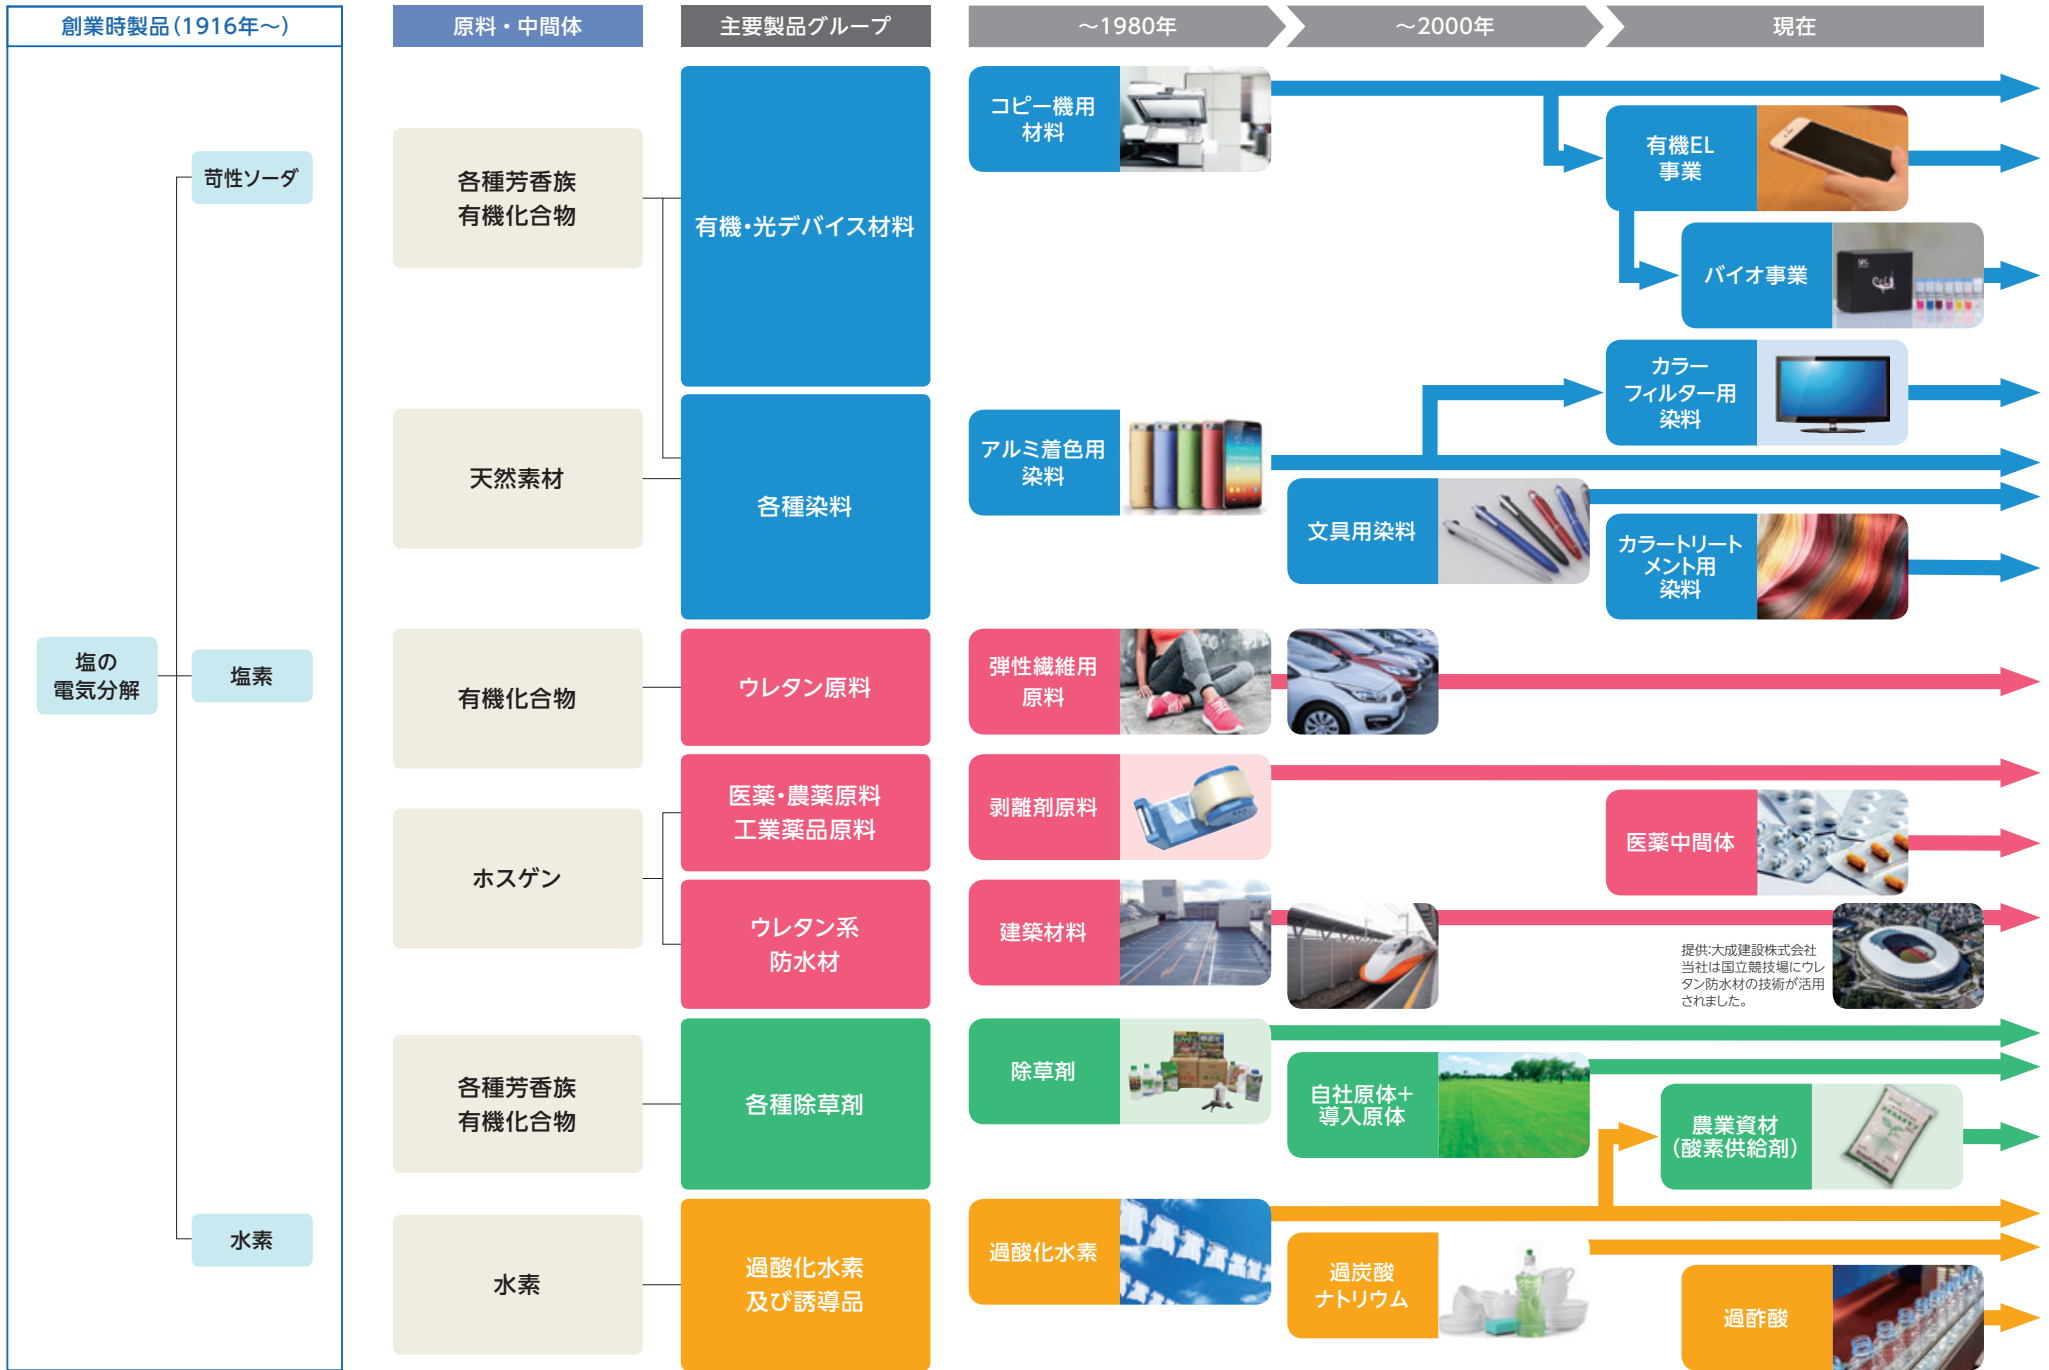 創業時製品(1916年～)
原料・中間体
主要製品グループ
～1980年
～2000年
現在
苛性ソーダ
塩の
電気分解
塩素
水素
各種芳香族
有機化合物
天然素材
有機化合物
ホスゲン
各種芳香族
有機化合物
水素
有機・光デバイス材料
各種染料
ウレタン原料
医薬・農薬原料
工業薬品原料
ウレタン系
防水材
各種除草剤
過酸化水素
及び誘導品
コピー機用
材料
有機EL
事業
バイオ事業
カラー
フィルター用
染料
アルミ着色用
染料
文具用染料
カラートリート
メント用
染料
弾性繊維用
原料
剥離剤原料
医薬中間体
建築材料
提供:大成建設株式会社
当社は国立競技場にウレ
タン防水材の技術が活用
されました。
除草剤
自社原体＋
導入原体
農業資材
(酸素供給剤)
過酸化水素
過炭酸
ナトリウム
過酢酸